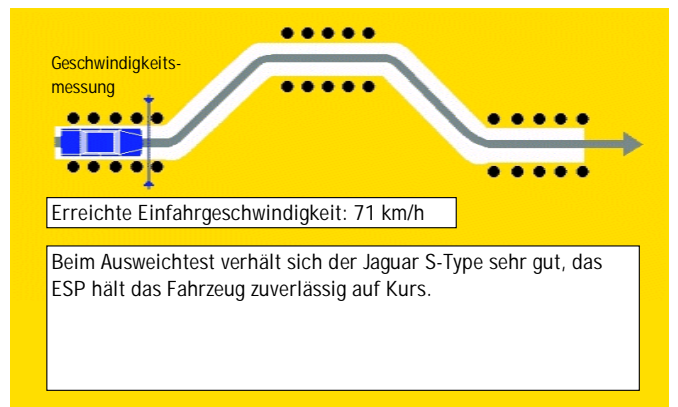 Geschwindigkeits-
messung
Erreichte Einfahrgeschwindigkeit: 71 km/h
Beim Ausweichtest verhält sich der Jaguar S-Type sehr gut, das
ESP hält das Fahrzeug zuverlässig auf Kurs.